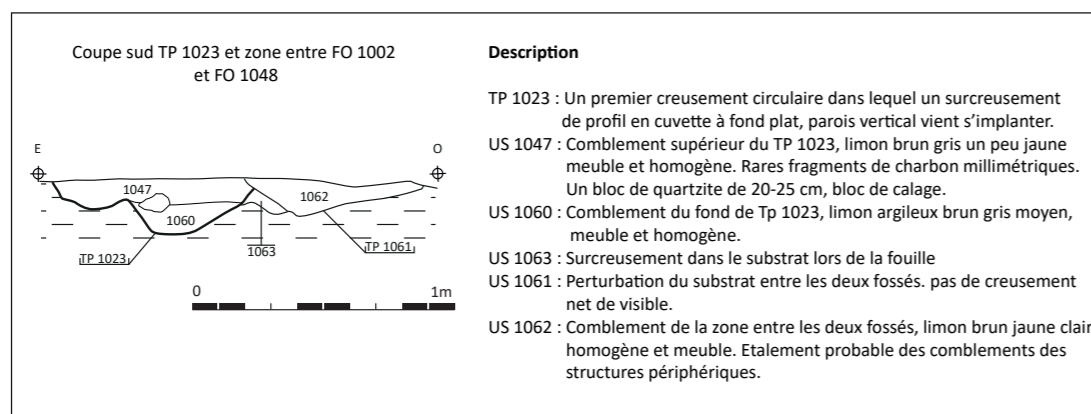 Coupe sud TP 1023 et zone entre FO 1002
et FO 1048
E
O
1047
1062
1060
TP 1023
1063
TP 1061
0
1m
Description
TP 1023 : Un premier creusement circulaire dans lequel un surcreusement
de profil en cuvette à fond plat, parois vertical vient s’implanter.
US 1047 : Comblement supérieur du TP 1023, limon brun gris un peu jaune
meuble et homogène. Rares fragments de charbon millimétriques.
Un bloc de quartzite de 20-25 cm, bloc de calage.
US 1060 : Comblement du fond de Tp 1023, limon argileux brun gris moyen,
meuble et homogène.
US 1063 : Surcreusement dans le substrat lors de la fouille
US 1061 : Perturbation du substrat entre les deux fossés. pas de creusement
net de visible.
US 1062 : Comblement de la zone entre les deux fossés, limon brun jaune clair
homogène et meuble. Etalement probable des comblements des
structures périphériques.